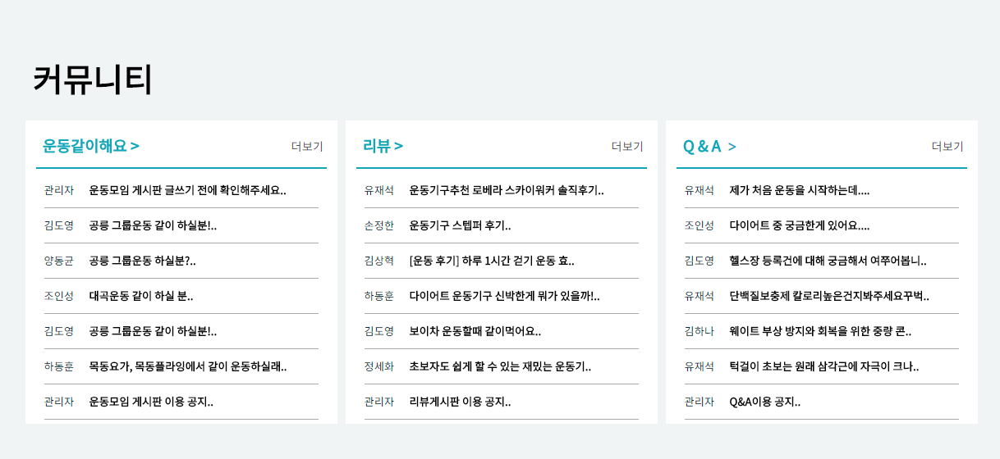 커뮤니티
운동같이해요 > 더보기
관리자 운동모임 게시판 글쓰기 전에 확인해주세요..
김도영 공릉 그룹운동 같이 하실분!..
양동균 공릉 그룹운동 하실분?..
조인성 대곡운동 같이 하실 분..
김도영 공릉 그룹운동 같이 하실분!..
하동훈 목동요가, 목동플라잉에서 같이 운동하실래..
관리자 운동모임 게시판 이용 공지..
리뷰 > 더보기
유재석 운동기구추천 로베라 스카이워커 솔직후기..
손정한 운동기구 스텝퍼 후기..
김상혁 [운동 후기] 하루 1시간 걷기 운동 효..
하동훈 다이어트 운동기구 신박한게 뭐가 있을까!..
김도영 보이차 운동할때 같이먹어요..
정세화 초보자도 쉽게 할 수 있는 재밌는 운동기..
관리자 리뷰게시판 이용 공지..
Q & A > 더보기
유재석 제가 처음 운동을 시작하는데....
조인성 다이어트 중 궁금한게 있어요....
김도영 헬스장 등록건에 대해 궁금해서 여쭈어봅니..
유재석 단백질보충제 칼로리높은건지봐주세요꾸벅..
김하나 웨이트 부상 방지와 회복을 위한 중량 콘..
유재석 턱걸이 초보는 원래 삼각근에 자극이 크나..
관리자 Q&A이용 공지..